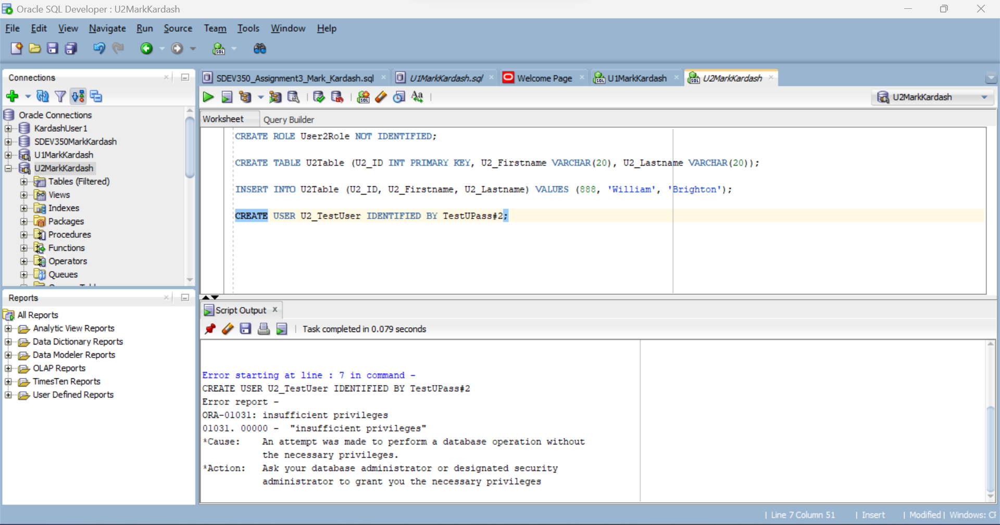 Oracle SQL Developer : U2MarkKardash
File Edit View Navigate Run Source Team Tools Window Help
Connections
Oracle Connections
KardashUser1
SDEV350MarkKardash
U1MarkKardash
U2MarkKardash
Tables (Filtered)
Views
Indexes
Packages
Procedures
Functions
Operators
Queues
Reports
All Reports
Analytic View Reports
Data Dictionary Reports
Data Modeler Reports
OLAP Reports
TimesTen Reports
User Defined Reports
SDEV350_Assignment3_Mark_Kardash.sql U1MarkKardash.sql Welcome Page U1MarkKardash U2MarkKardash
U2MarkKardash
Worksheet Query Builder
CREATE ROLE User2Role NOT IDENTIFIED;
CREATE TABLE U2Table (U2_ID INT PRIMARY KEY, U2_Firstname VARCHAR(20), U2_Lastname VARCHAR(20));
INSERT INTO U2Table (U2_ID, U2_Firstname, U2_Lastname) VALUES (888, 'William', 'Brighton');
CREATE USER U2_TestUser IDENTIFIED BY TestUPass#2;
Script Output
Task completed in 0.079 seconds
Error starting at line : 7 in command -
CREATE USER U2_TestUser IDENTIFIED BY TestUPass#2
Error report -
ORA-01031: insufficient privileges
01031. 00000 - "insufficient privileges"
*Cause: An attempt was made to perform a database operation without
the necessary privileges.
*Action: Ask your database administrator or designated security
administrator to grant you the necessary privileges
Line 7 Column 51 | Insert | Modified | Windows: